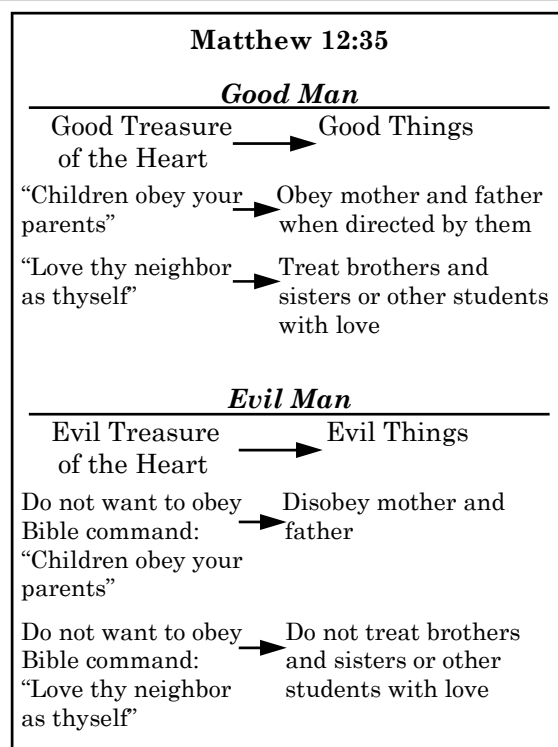 Matthew 12:35
Good Man
Good Treasure Good Things
of the Heart
“Children obey your Obey mother and father
parents” when directed by them
“Love thy neighbor Treat brothers and
as thyself” sisters or other students
with love
Evil Man
Evil Treasure Evil Things
of the Heart
Do not want to obey Disobey mother and
Bible command: father
“Children obey your
parents”
Do not want to obey Do not treat brothers
Bible command: and sisters or other
“Love thy neighbor students with love
as thyself”